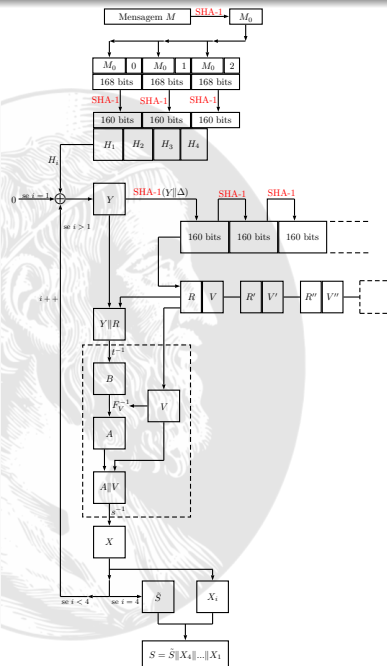 Mensagem M
SHA-1
M₀
M₀ 0 M₀ 1 M₀ 2
168 bits 168 bits 168 bits
SHA-1 SHA-1 SHA-1
160 bits 160 bits 160 bits
H₁ H₂ H₃ H₄
Hᵢ
0 se i = 1 ⊕
Y
SHA-1(Y‖Δ)
SHA-1 SHA-1
se i > 1
160 bits 160 bits 160 bits
i++
R V R′ V′ R″ V″
Y‖R
t⁻¹
B
F_V⁻¹
V
A
A‖V
s⁻¹
X
se i < 4 se i = 4
S̃
Xᵢ
S = S̃‖X₄‖...‖X₁